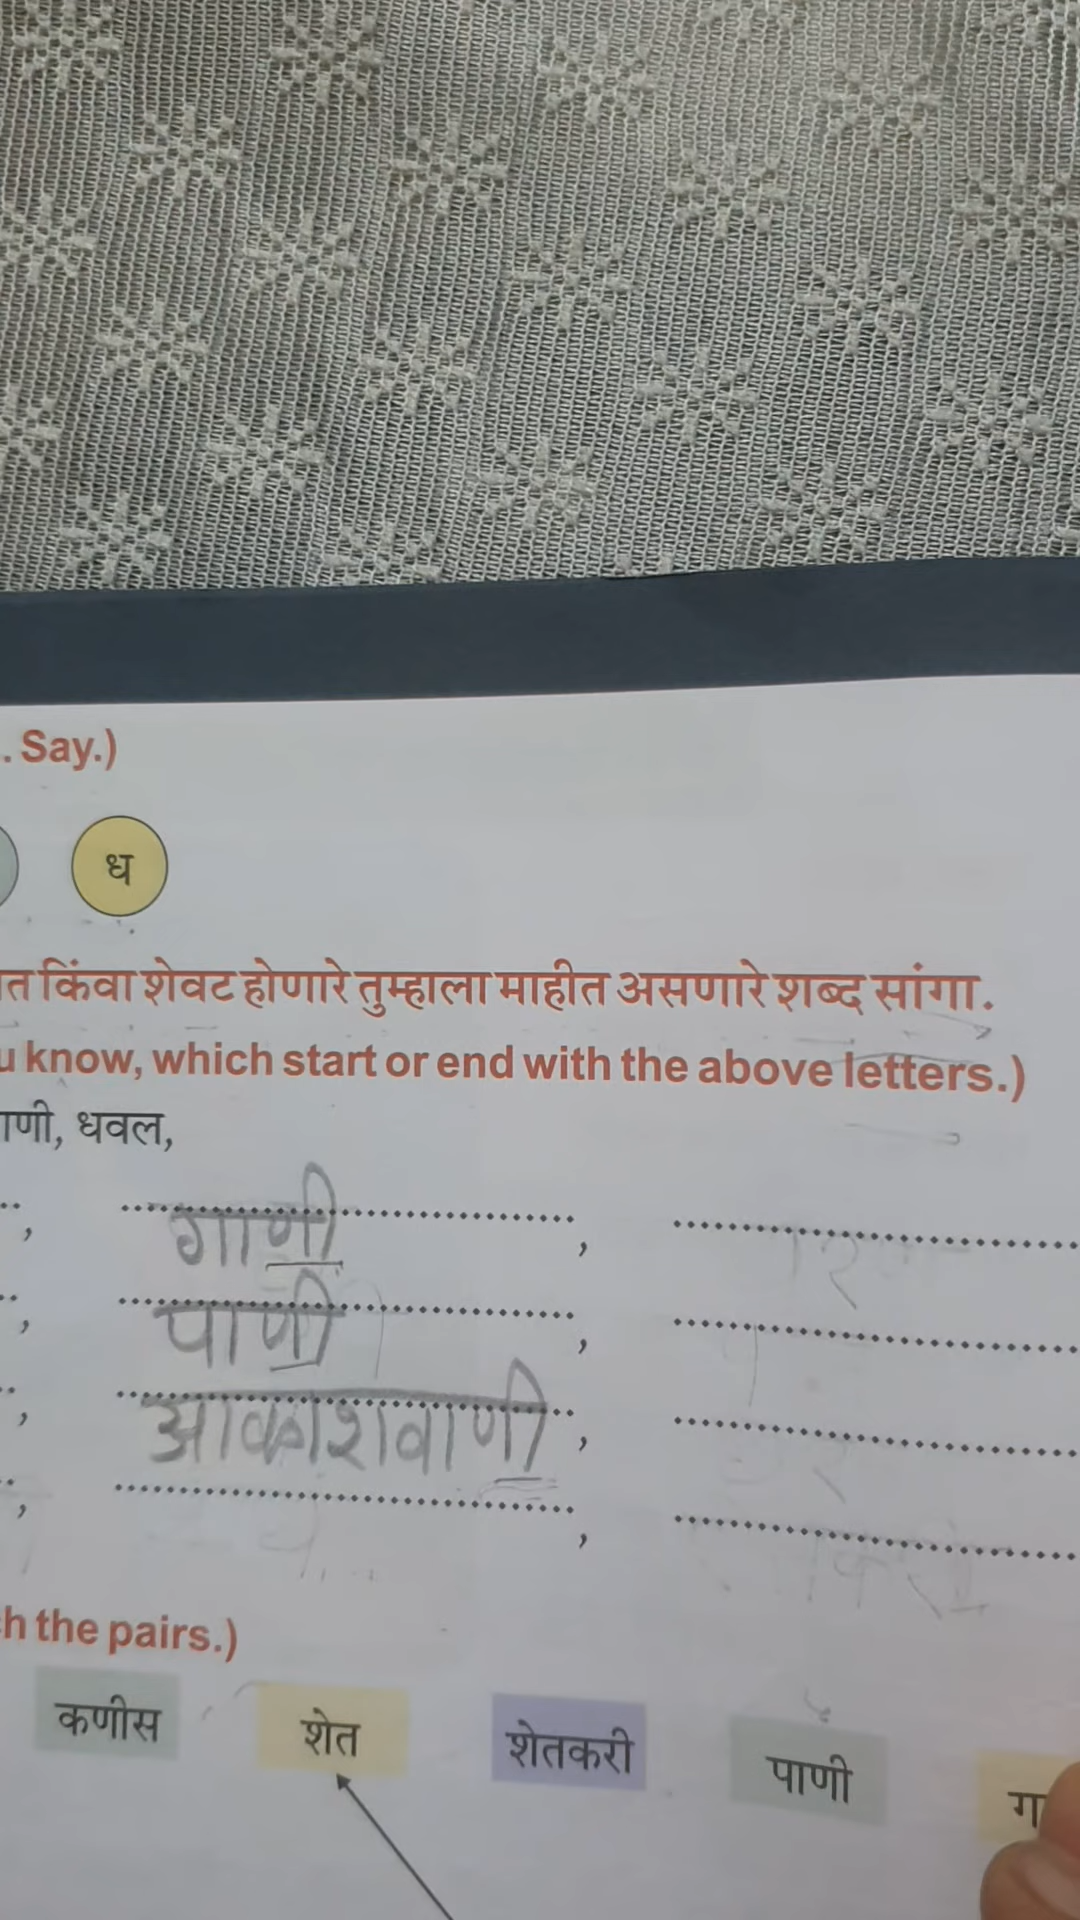 . Say.)
ध
त किंवा शेवट होणारे तुम्हाला माहीत असणारे शब्द सांगा.
u know, which start or end with the above letters.)
ाणी, धवल,
गाणी
पाणी
आकाशवाणी
h the pairs.)
कणीस शेत शेतकरी पाणी ग